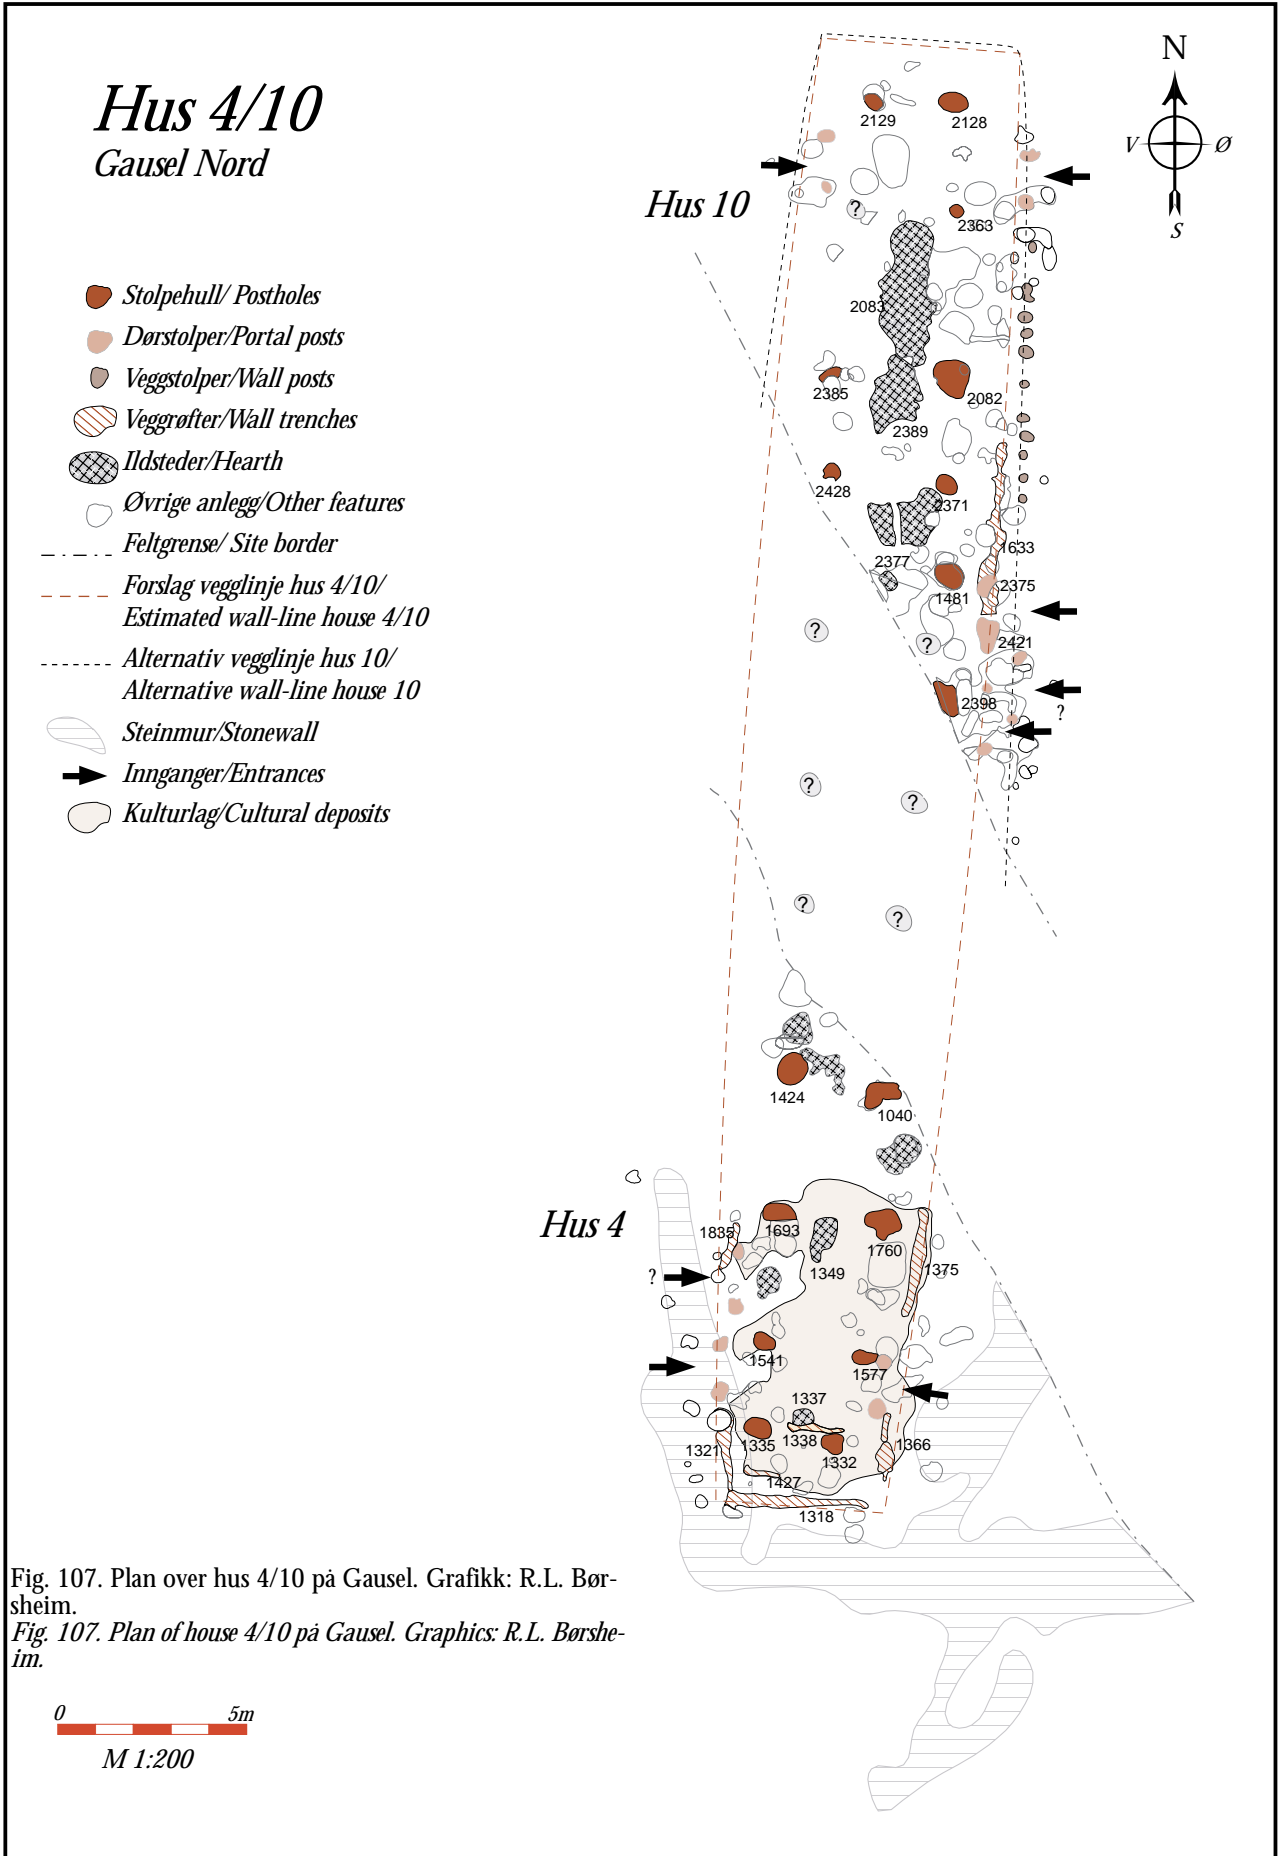 Hus 4/10
Gausel Nord
N
V
Ø
S
Stolpehull/ Postholes
Dørstolper/Portal posts
Veggstolper/Wall posts
Veggrøfter/Wall trenches
Ildsteder/Hearth
Øvrige anlegg/Other features
Feltgrense/ Site border
Forslag vegglinje hus 4/10/
Estimated wall-line house 4/10
Alternativ vegglinje hus 10/
Alternative wall-line house 10
Steinmur/Stonewall
Innganger/Entrances
Kulturlag/Cultural deposits
Hus 10
2129
2128
?
2363
2083
2385
2082
2389
2428
2371
2377
1633
1481
2375
?
?
2421
2398
?
?
?
?
?
1424
1040
Hus 4
1835
1693
1760
1349
1375
?
1541
1577
1337
1335
1338
1332
1366
1321
1427
1318
Fig. 107. Plan over hus 4/10 på Gausel. Grafikk: R.L. Bør-
sheim.
Fig. 107. Plan of house 4/10 på Gausel. Graphics: R.L. Børshe-
im.
0 5m
M 1:200